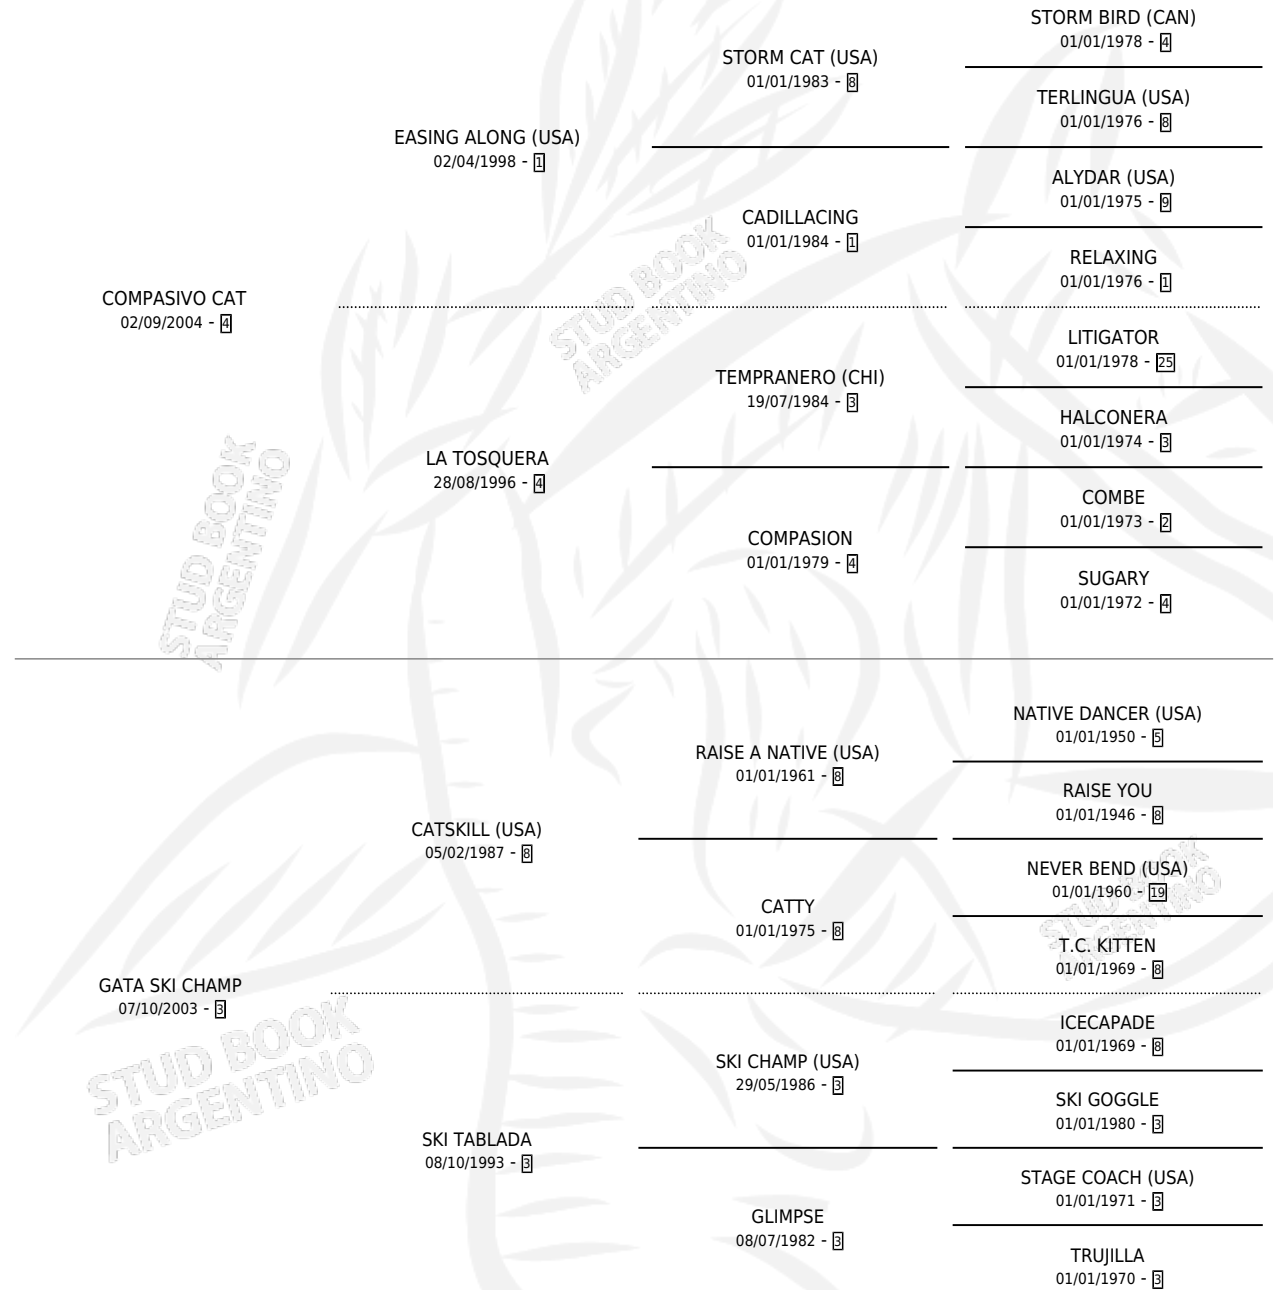 STORM BIRD (CAN)
01/01/1978 - 4
STORM CAT (USA)
01/01/1983 - 8
TERLINGUA (USA)
01/01/1976 - 8
EASING ALONG (USA)
02/04/1998 - 1
ALYDAR (USA)
01/01/1975 - 9
CADILLACING
01/01/1984 - 1
RELAXING
01/01/1976 - 1
COMPASIVO CAT
02/09/2004 - 4
LITIGATOR
01/01/1978 - 25
TEMPRANERO (CHI)
19/07/1984 - 3
HALCONERA
01/01/1974 - 3
LA TOSQUERA
28/08/1996 - 4
COMBE
01/01/1973 - 2
COMPASION
01/01/1979 - 4
SUGARY
01/01/1972 - 4
NATIVE DANCER (USA)
01/01/1950 - 5
RAISE A NATIVE (USA)
01/01/1961 - 8
RAISE YOU
01/01/1946 - 8
CATSKILL (USA)
05/02/1987 - 8
NEVER BEND (USA)
01/01/1960 - 19
CATTY
01/01/1975 - 8
T.C. KITTEN
01/01/1969 - 8
GATA SKI CHAMP
07/10/2003 - 3
ICECAPADE
01/01/1969 - 8
SKI CHAMP (USA)
29/05/1986 - 3
SKI GOGGLE
01/01/1980 - 3
SKI TABLADA
08/10/1993 - 3
STAGE COACH (USA)
01/01/1971 - 3
GLIMPSE
08/07/1982 - 3
TRUJILLA
01/01/1970 - 3
STUD BOOK
ARGENTINO
STUD BOOK
ARGENTINO
STUD BOOK
ARGENTINO
STUD BOOK
ARGENTINO